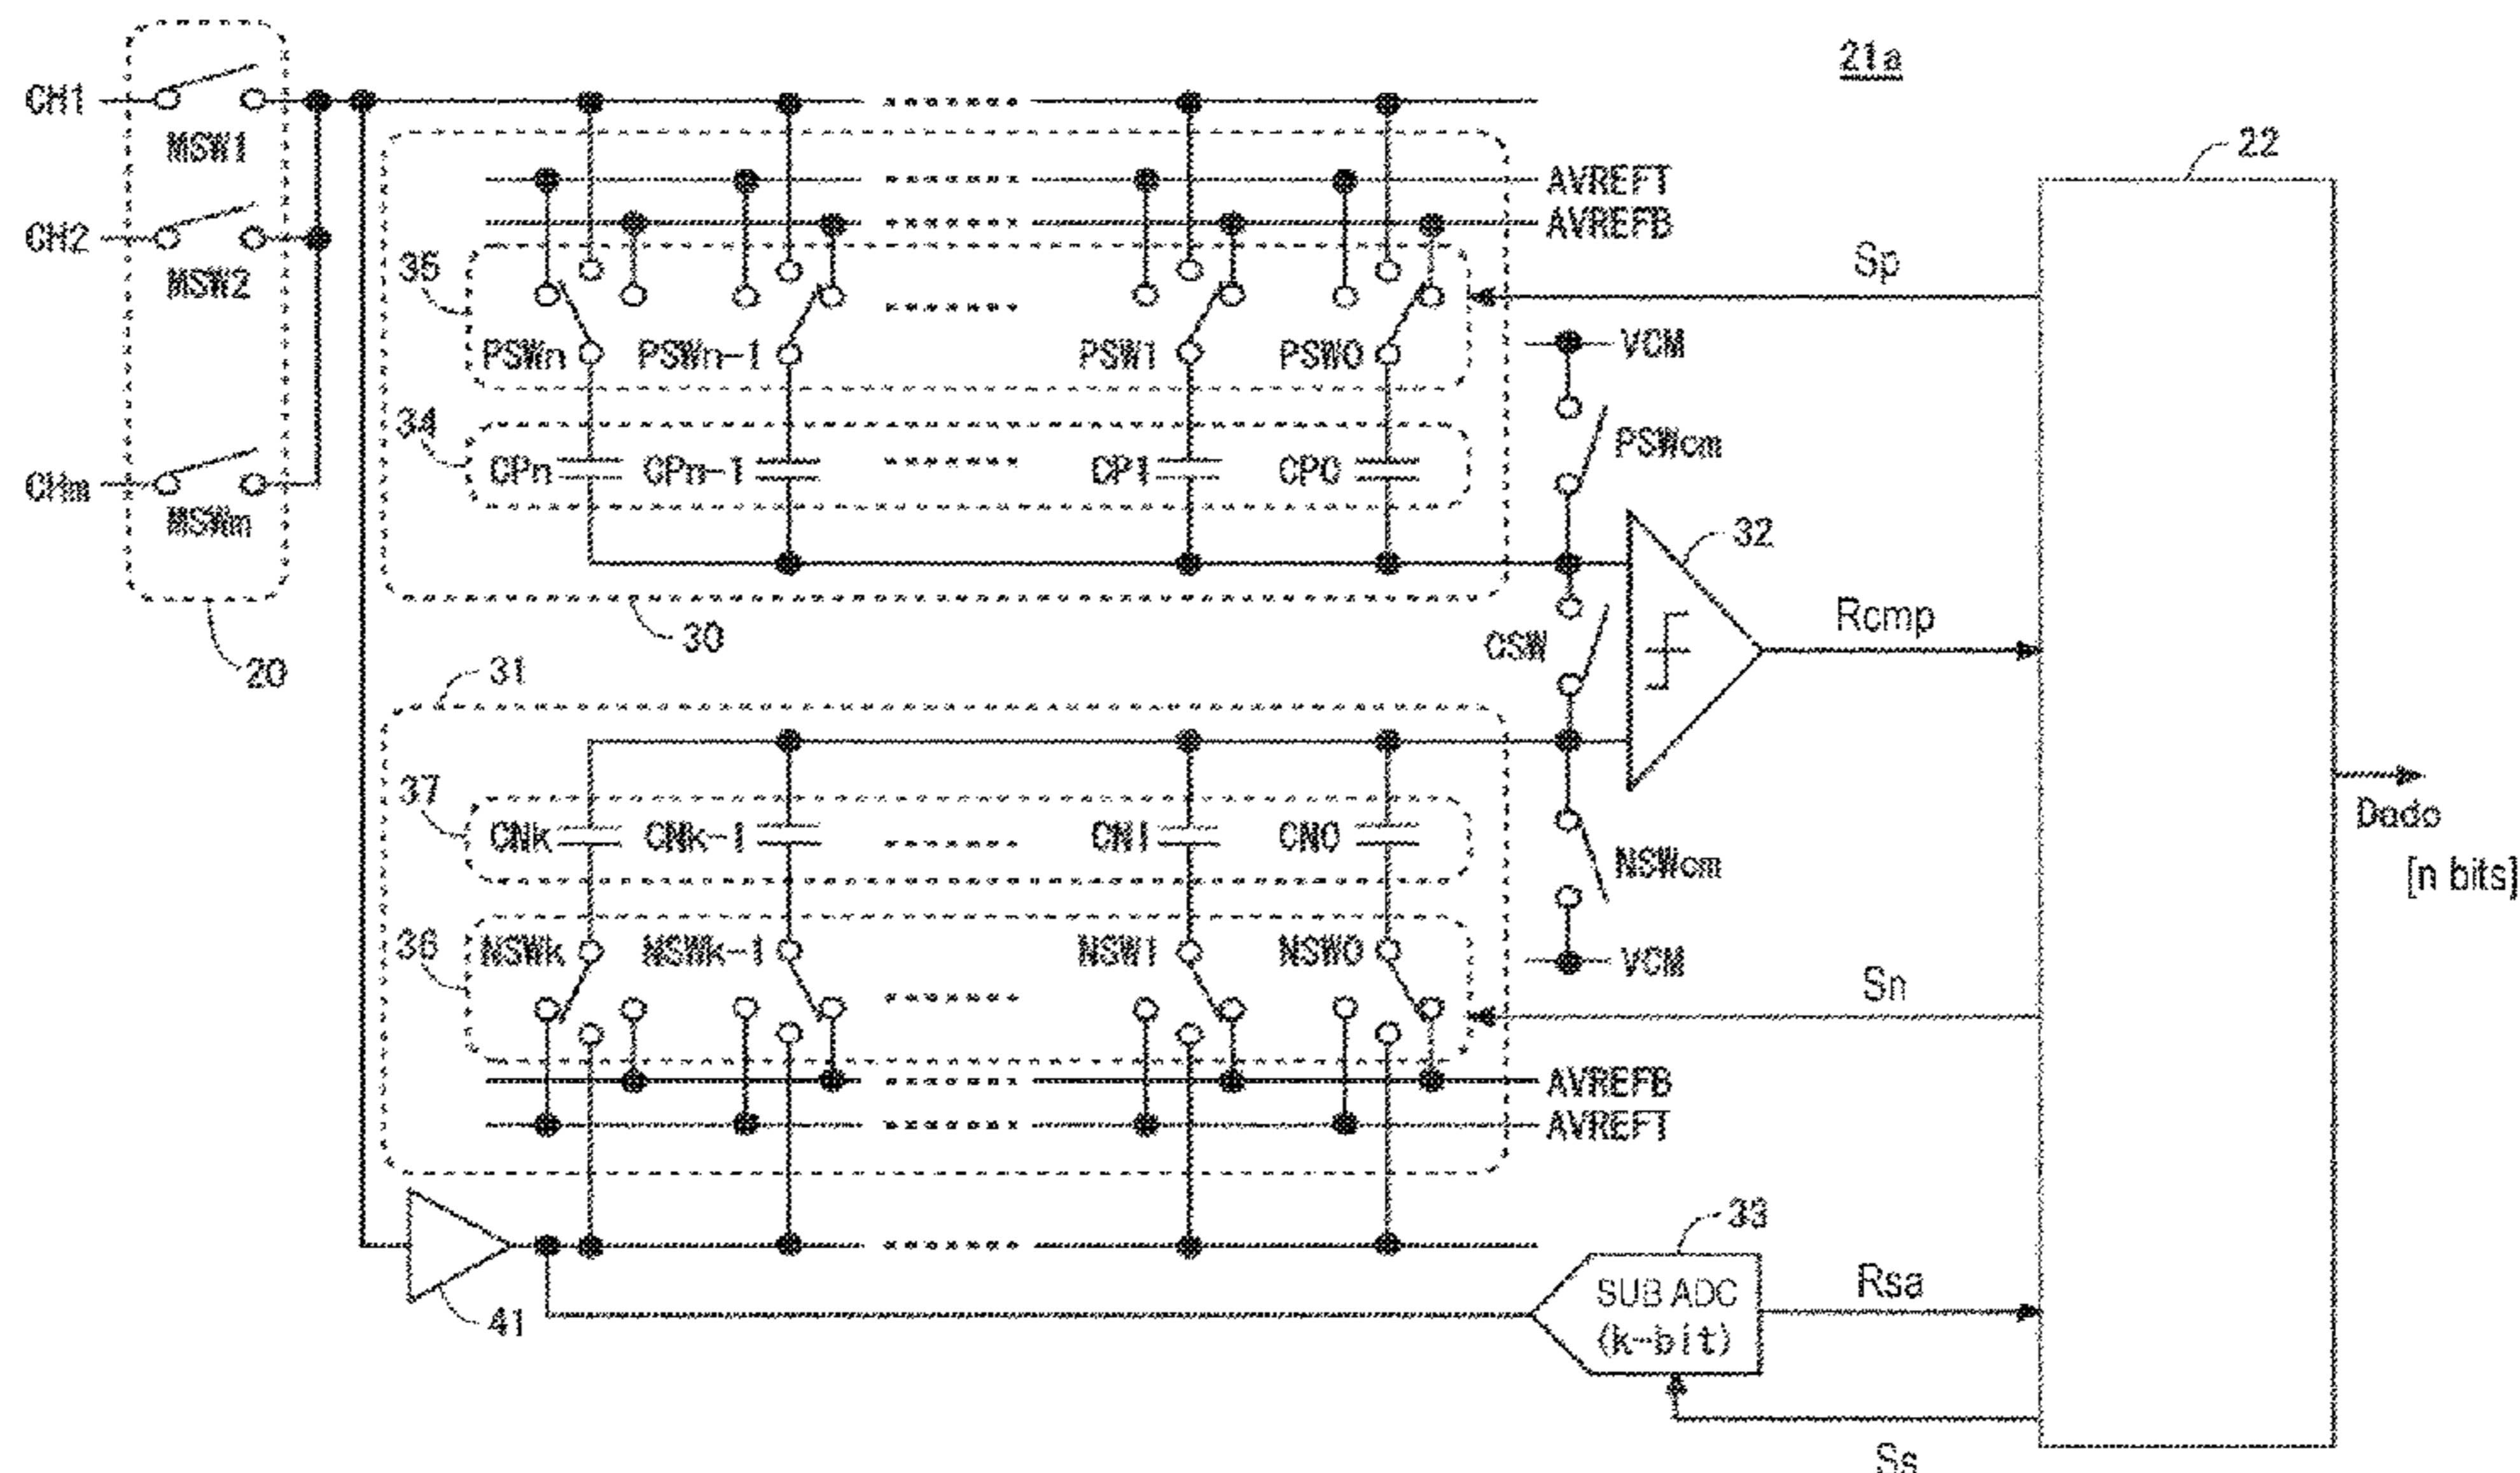 21a
CH1
MSW1
22
AVREFT
CH2
AVREFB
MSW2
35
Sp
PSWn
PSWn-1
PSW1
PSW0
VCM
34
CPn
CPn-1
CP1
CP0
PSWcm
CHm
MSWm
32
30
Rcmp
20
CSW
31
37
CNk
CNk-1
CN1
CN0
Dado
NSWcm
[n bits]
36
NSWk
NSWk-1
NSW1
NSW0
VCM
Sn
AVREFB
AVREFT
33
SUB ADC
(k-bit)
Rsa
41
Ss